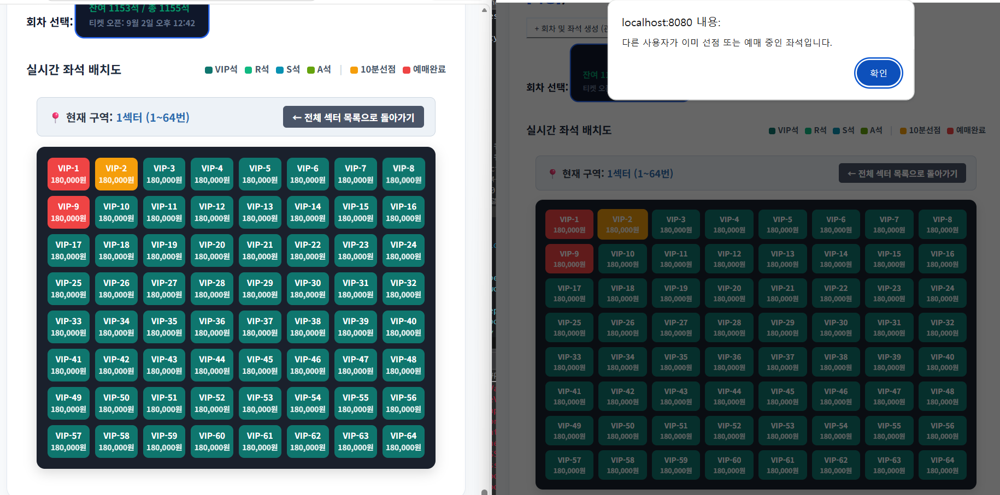 잔여 1153석 / 총 1155석
회차 선택:
티켓 오픈: 9월 2일 오후 12:42
실시간 좌석 배치도
VIP석 R석 S석 A석 | 10분선점 예매완료
현재 구역: 1섹터 (1~64번)
← 전체 섹터 목록으로 돌아가기
VIP-1 VIP-2 VIP-3 VIP-4 VIP-5 VIP-6 VIP-7 VIP-8
180,000원 180,000원 180,000원 180,000원 180,000원 180,000원 180,000원 180,000원
VIP-9 VIP-10 VIP-11 VIP-12 VIP-13 VIP-14 VIP-15 VIP-16
180,000원 180,000원 180,000원 180,000원 180,000원 180,000원 180,000원 180,000원
VIP-17 VIP-18 VIP-19 VIP-20 VIP-21 VIP-22 VIP-23 VIP-24
180,000원 180,000원 180,000원 180,000원 180,000원 180,000원 180,000원 180,000원
VIP-25 VIP-26 VIP-27 VIP-28 VIP-29 VIP-30 VIP-31 VIP-32
180,000원 180,000원 180,000원 180,000원 180,000원 180,000원 180,000원 180,000원
VIP-33 VIP-34 VIP-35 VIP-36 VIP-37 VIP-38 VIP-39 VIP-40
180,000원 180,000원 180,000원 180,000원 180,000원 180,000원 180,000원 180,000원
VIP-41 VIP-42 VIP-43 VIP-44 VIP-45 VIP-46 VIP-47 VIP-48
180,000원 180,000원 180,000원 180,000원 180,000원 180,000원 180,000원 180,000원
VIP-49 VIP-50 VIP-51 VIP-52 VIP-53 VIP-54 VIP-55 VIP-56
180,000원 180,000원 180,000원 180,000원 180,000원 180,000원 180,000원 180,000원
VIP-57 VIP-58 VIP-59 VIP-60 VIP-61 VIP-62 VIP-63 VIP-64
180,000원 180,000원 180,000원 180,000원 180,000원 180,000원 180,000원 180,000원
localhost:8080 내용:
다른 사용자가 이미 선점 또는 예매 중인 좌석입니다.
확인
+ 회차 및 좌석 생성
잔여
회차 선택:
티켓
실시간 좌석 배치도
VIP석 R석 S석 A석 | 10분선점 예매완료
현재 구역: 1섹터 (1~64번)
← 전체 섹터 목록으로 돌아가기
VIP-1 VIP-2 VIP-3 VIP-4 VIP-5 VIP-6 VIP-7 VIP-8
180,000원 180,000원 180,000원 180,000원 180,000원 180,000원 180,000원 180,000원
VIP-9 VIP-10 VIP-11 VIP-12 VIP-13 VIP-14 VIP-15 VIP-16
180,000원 180,000원 180,000원 180,000원 180,000원 180,000원 180,000원 180,000원
VIP-17 VIP-18 VIP-19 VIP-20 VIP-21 VIP-22 VIP-23 VIP-24
180,000원 180,000원 180,000원 180,000원 180,000원 180,000원 180,000원 180,000원
VIP-25 VIP-26 VIP-27 VIP-28 VIP-29 VIP-30 VIP-31 VIP-32
180,000원 180,000원 180,000원 180,000원 180,000원 180,000원 180,000원 180,000원
VIP-33 VIP-34 VIP-35 VIP-36 VIP-37 VIP-38 VIP-39 VIP-40
180,000원 180,000원 180,000원 180,000원 180,000원 180,000원 180,000원 180,000원
VIP-41 VIP-42 VIP-43 VIP-44 VIP-45 VIP-46 VIP-47 VIP-48
180,000원 180,000원 180,000원 180,000원 180,000원 180,000원 180,000원 180,000원
VIP-49 VIP-50 VIP-51 VIP-52 VIP-53 VIP-54 VIP-55 VIP-56
180,000원 180,000원 180,000원 180,000원 180,000원 180,000원 180,000원 180,000원
VIP-57 VIP-58 VIP-59 VIP-60 VIP-61 VIP-62 VIP-63 VIP-64
180,000원 180,000원 180,000원 180,000원 180,000원 180,000원 180,000원 180,000원